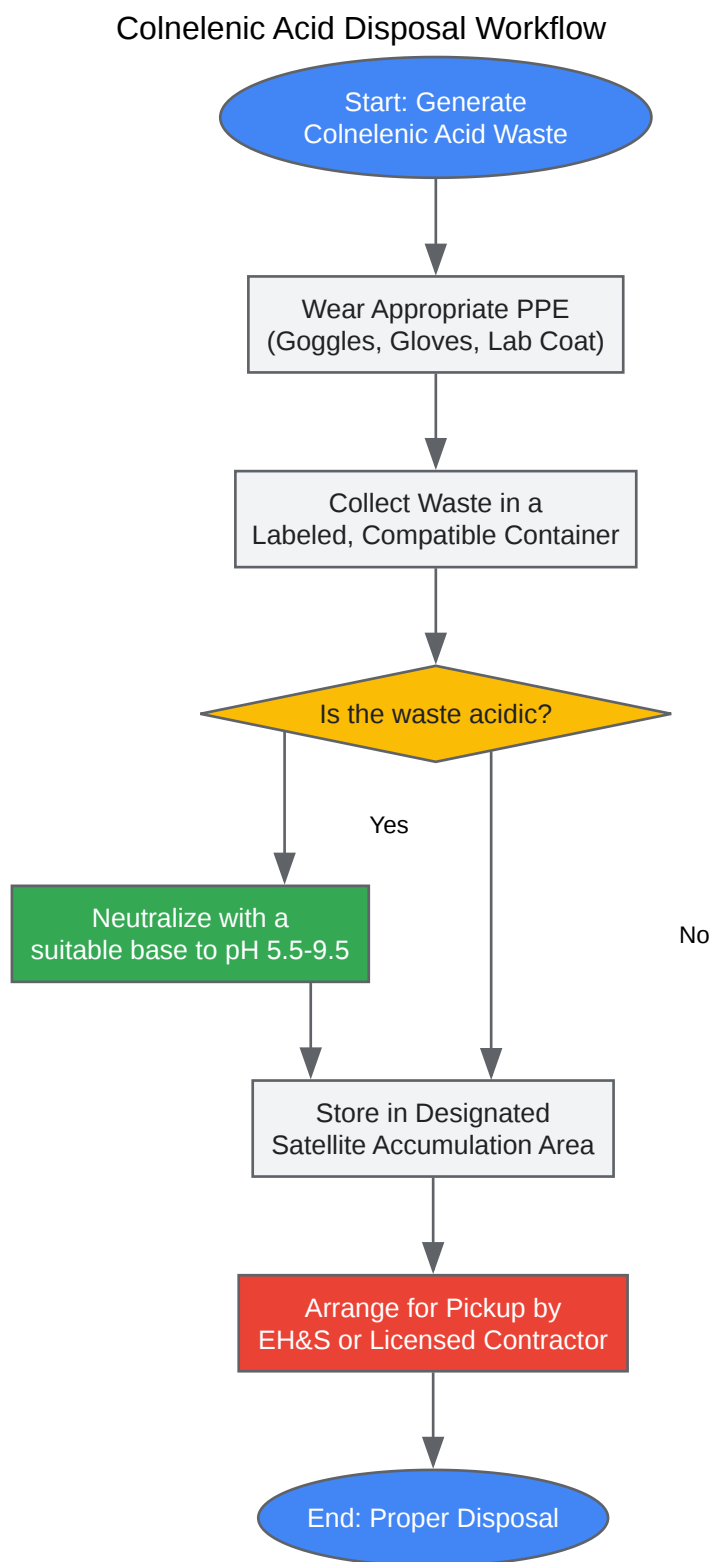 Colnelenic Acid Disposal Workflow
Start: Generate
Colnelenic Acid Waste
Wear Appropriate PPE
(Goggles, Gloves, Lab Coat)
Collect Waste in a
Labeled, Compatible Container
Is the waste acidic?
Yes
Neutralize with a
suitable base to pH 5.5-9.5
No
Store in Designated
Satellite Accumulation Area
Arrange for Pickup by
EH&S or Licensed Contractor
End: Proper Disposal